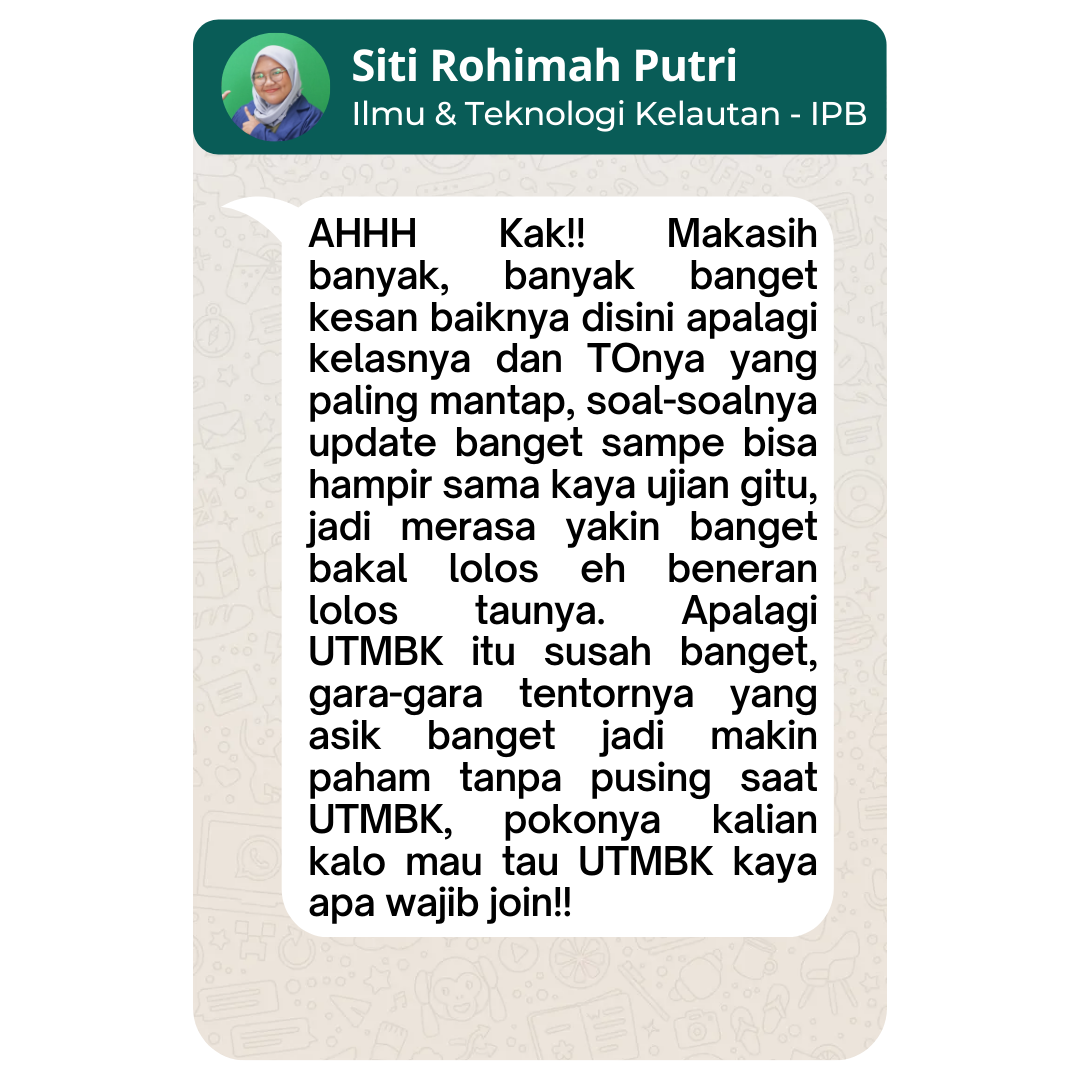 Siti Rohimah Putri
Ilmu & Teknologi Kelautan - IPB
AHHH Kak!! Makasih
banyak, banyak banget
kesan baiknya disini apalagi
kelasnya dan TOnya yang
paling mantap, soal-soalnya
update banget sampe bisa
hampir sama kaya ujian gitu,
jadi merasa yakin banget
bakal lolos eh beneran
lolos taunya. Apalagi
UTMBK itu susah banget,
gara-gara tentornya yang
asik banget jadi makin
paham tanpa pusing saat
UTMBK, pokonya kalian
kalo mau tau UTMBK kaya
apa wajib join!!